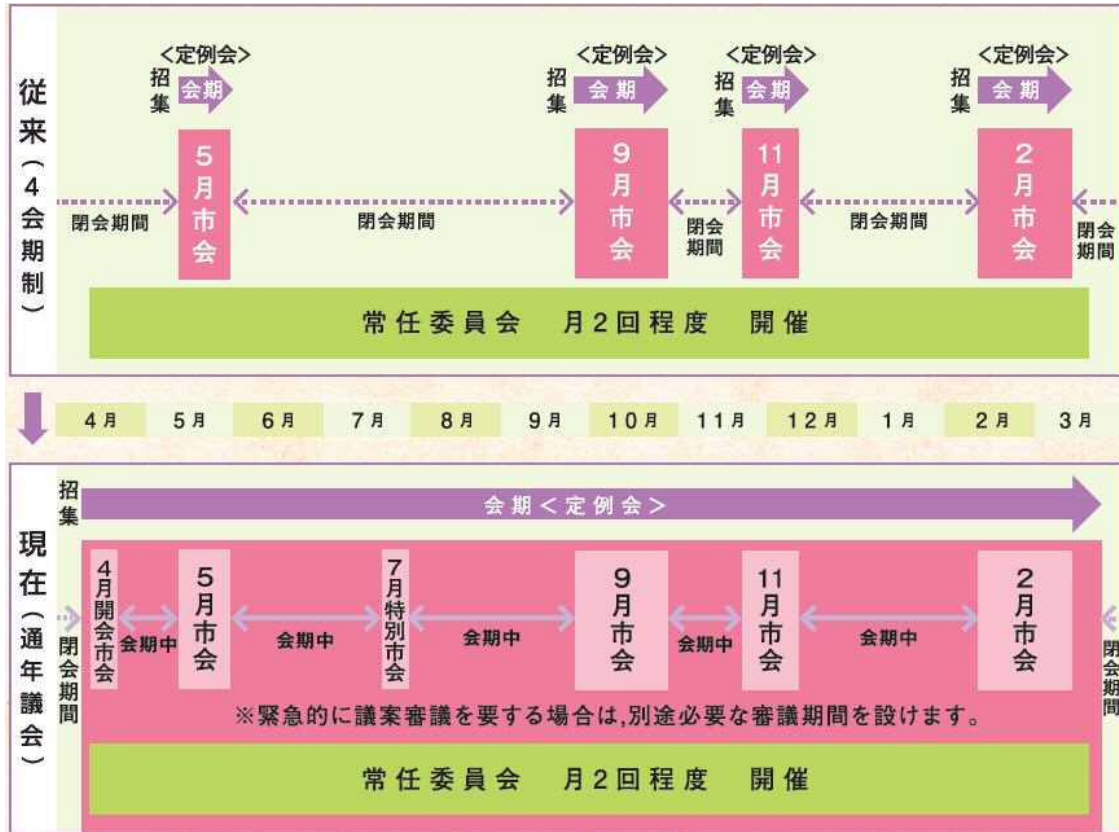 従来（4会期制）
<定例会>
<定例会>
<定例会>
<定例会>
招集
会期
招集
会期
招集
会期
招集
会期
5月市会
9月市会
11月市会
2月市会
閉会期間
閉会期間
閉会期間
閉会期間
閉会期間
常任委員会　月2回程度　開催
4月 5月 6月 7月 8月 9月 10月 11月 12月 1月 2月 3月
現在（通年議会）
招集
会期<定例会>
閉会期間
4月開会市会
会期中
5月市会
会期中
7月特別市会
会期中
9月市会
会期中
11月市会
会期中
2月市会
閉会期間
※緊急的に議案審議を要する場合は,別途必要な審議期間を設けます。
常任委員会　月2回程度　開催